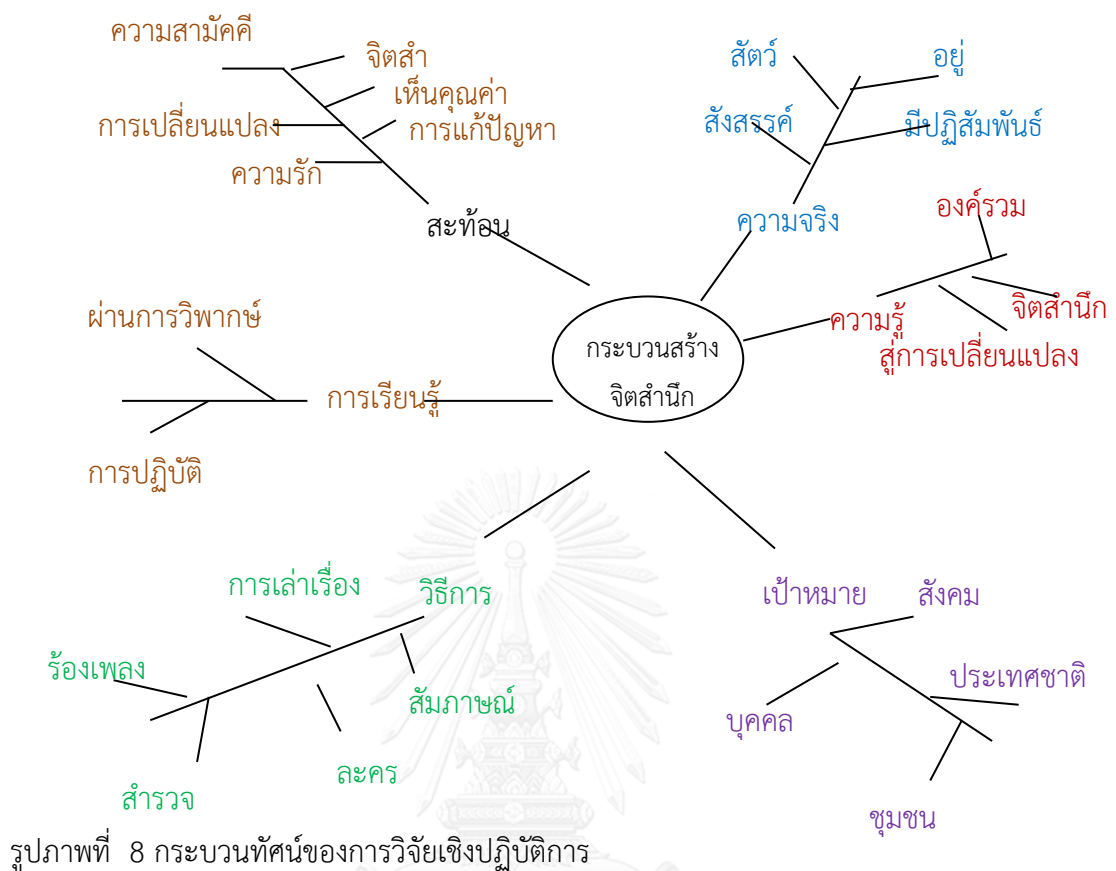 ความสามัคคี
จิตสำ
เห็นคุณค่า
การเปลี่ยนแปลง
การแก้ปัญหา
ความรัก
สะท้อน
สัตว์
อยู่
สังสรรค์
มีปฏิสัมพันธ์
ความจริง
องค์รวม
จิตสำนึก
ความรู้
สู่การเปลี่ยนแปลง
กระบวนสร้าง
จิตสำนึก
ผ่านการวิพากษ์
การเรียนรู้
การปฏิบัติ
การเล่าเรื่อง
วิธีการ
ร้องเพลง
สัมภาษณ์
ละคร
สำรวจ
เป้าหมาย
สังคม
ประเทศชาติ
บุคคล
ชุมชน
รูปภาพที่ 8 กระบวนทัศน์ของการวิจัยเชิงปฏิบัติการ